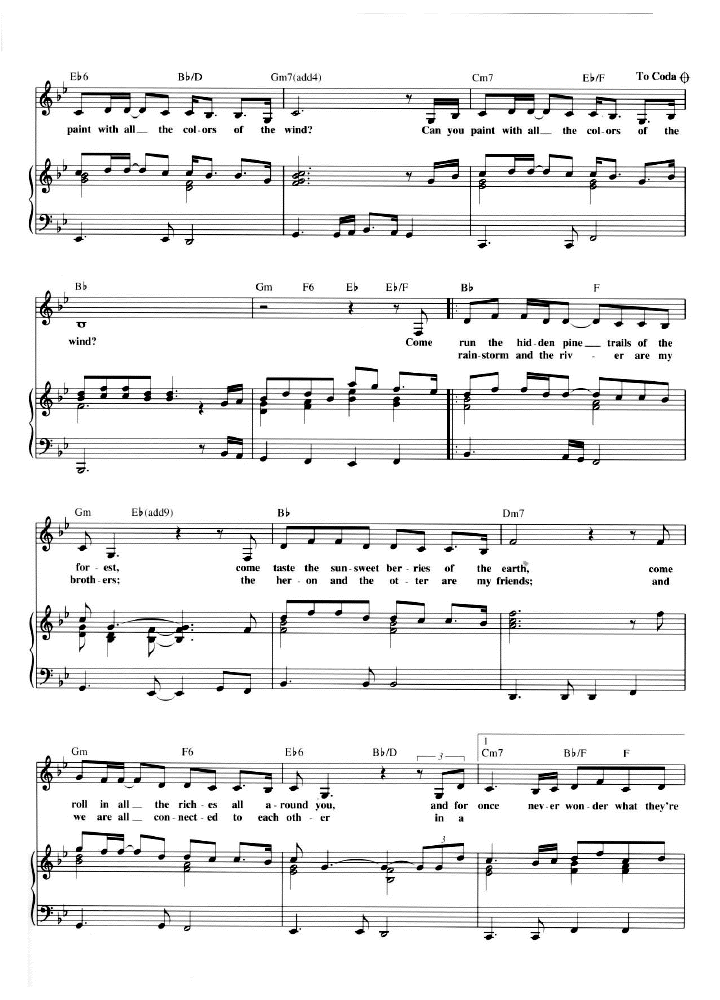 E♭6 B♭/D Gm7(add4) Cm7 E♭/F To Coda
paint with all the col-ors of the wind? Can you paint with all the col-ors of the
B♭ Gm F6 E♭ E♭/F B♭ F
wind? Come run the hid-den pine trails of the
rain-storm and the riv - er are my
Gm E♭(add9) B♭ Dm7
for-est, come taste the sun-sweet ber-ries of the earth, come
broth-ers; the her-on and the ot-ter are my friends; and
1
Gm F6 E♭6 B♭/D 3 Cm7 B♭/F F
roll in all the rich-es all a-round you, and for once nev-er won-der what they're
we are all con-nect-ed to each oth-er in a
3